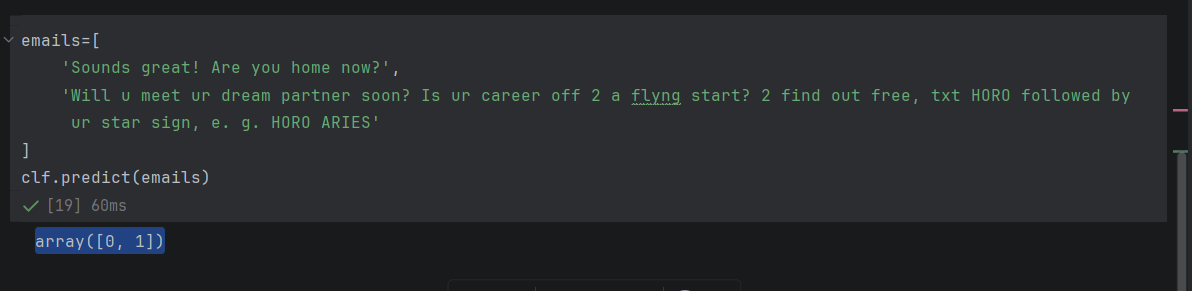 emails=[
'Sounds great! Are you home now?',
'Will u meet ur dream partner soon? Is ur career off 2 a flyng start? 2 find out free, txt HORO followed by
ur star sign, e. g. HORO ARIES'
]
clf.predict(emails)
[19] 60ms
array([0, 1])